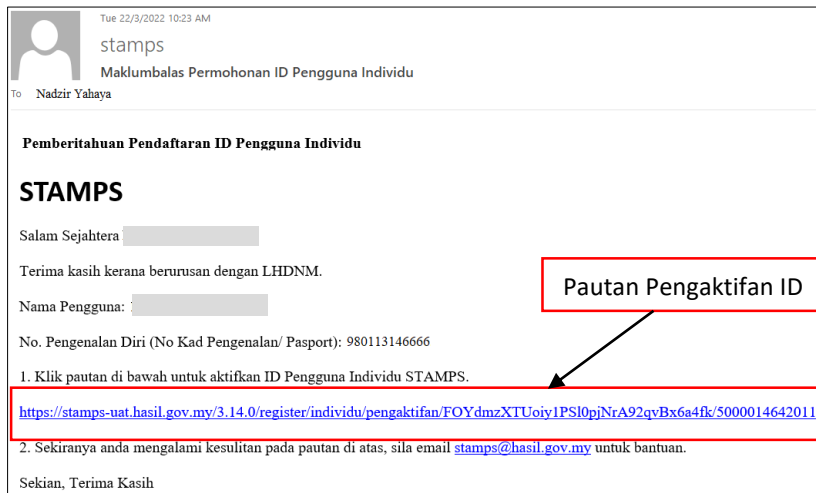 Tue 22/3/2022 10:23 AM
stamps
Maklumbalas Permohonan ID Pengguna Individu
To Nadzir Yahaya
Pemberitahuan Pendaftaran ID Pengguna Individu
STAMPS
Salam Sejahtera
Terima kasih kerana berurusan dengan LHDNM.
Pautan Pengaktifan ID
Nama Pengguna:
No. Pengenalan Diri (No Kad Pengenalan/ Pasport): 980113146666
1. Klik pautan di bawah untuk aktifkan ID Pengguna Individu STAMPS.
https://stamps-uat.hasil.gov.my/3.14.0/register/individu/pengaktifan/FOYdmzXTUoiy1PSl0pjNrA92qvBx6a4fk/5000014642011
2. Sekiranya anda mengalami kesulitan pada pautan di atas, sila email stamps@hasil.gov.my untuk bantuan.
Sekian, Terima Kasih